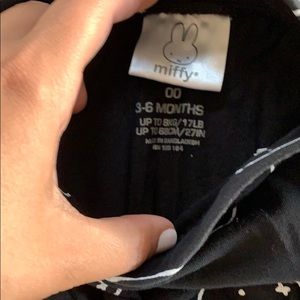 miffy®
00
3-6 MONTHS
UP TO 8KG/17LB
UP TO 68CM/27IN
MADE IN BANGLADESH